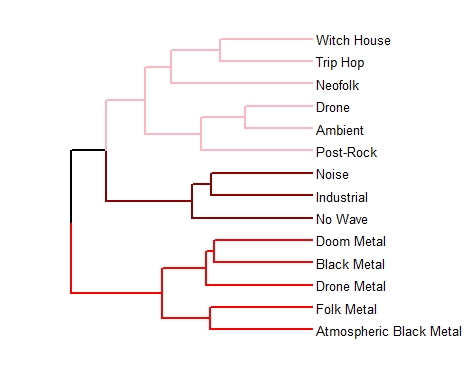 Witch House
Trip Hop
Neofolk
Drone
Ambient
Post-Rock
Noise
Industrial
No Wave
Doom Metal
Black Metal
Drone Metal
Folk Metal
Atmospheric Black Metal